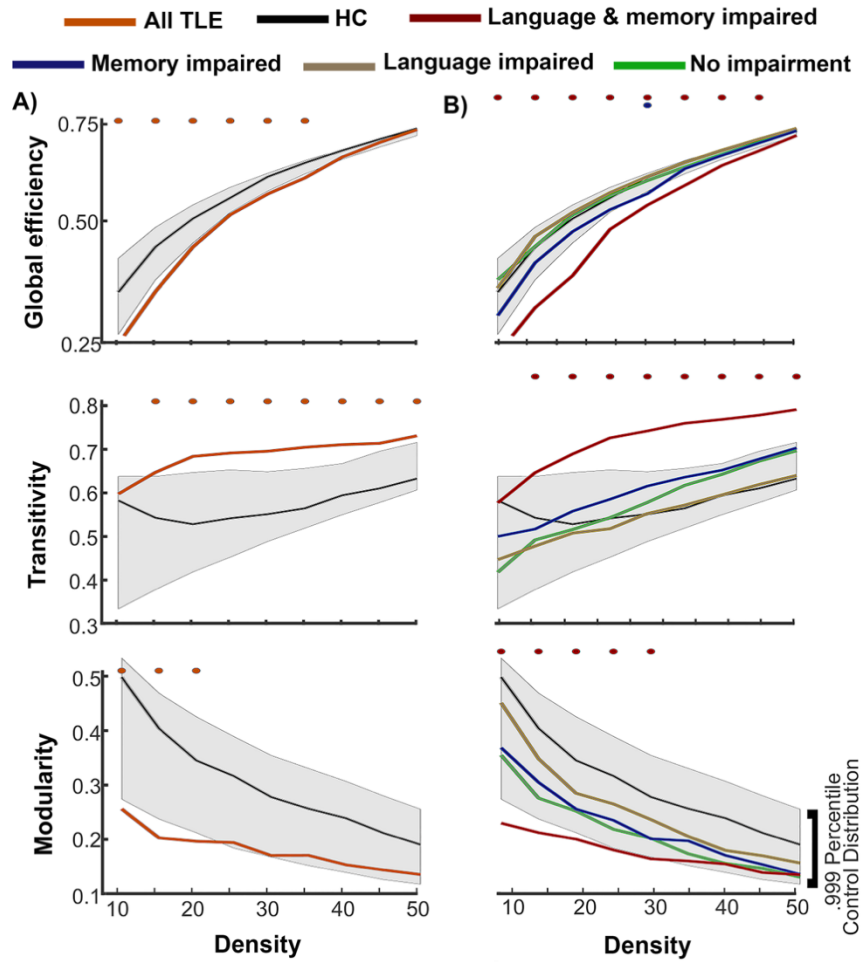 All TLE HC Language & memory impaired
Memory impaired Language impaired No impairment
A) B)
Global efficiency
0.75
0.50
0.25
Transitivity
0.8
0.7
0.6
0.5
0.4
0.3
Modularity
0.5
0.4
0.3
0.2
0.1
10 20 30 40 50
Density
10 20 30 40 50
Density
.999 Percentile
Control Distribution